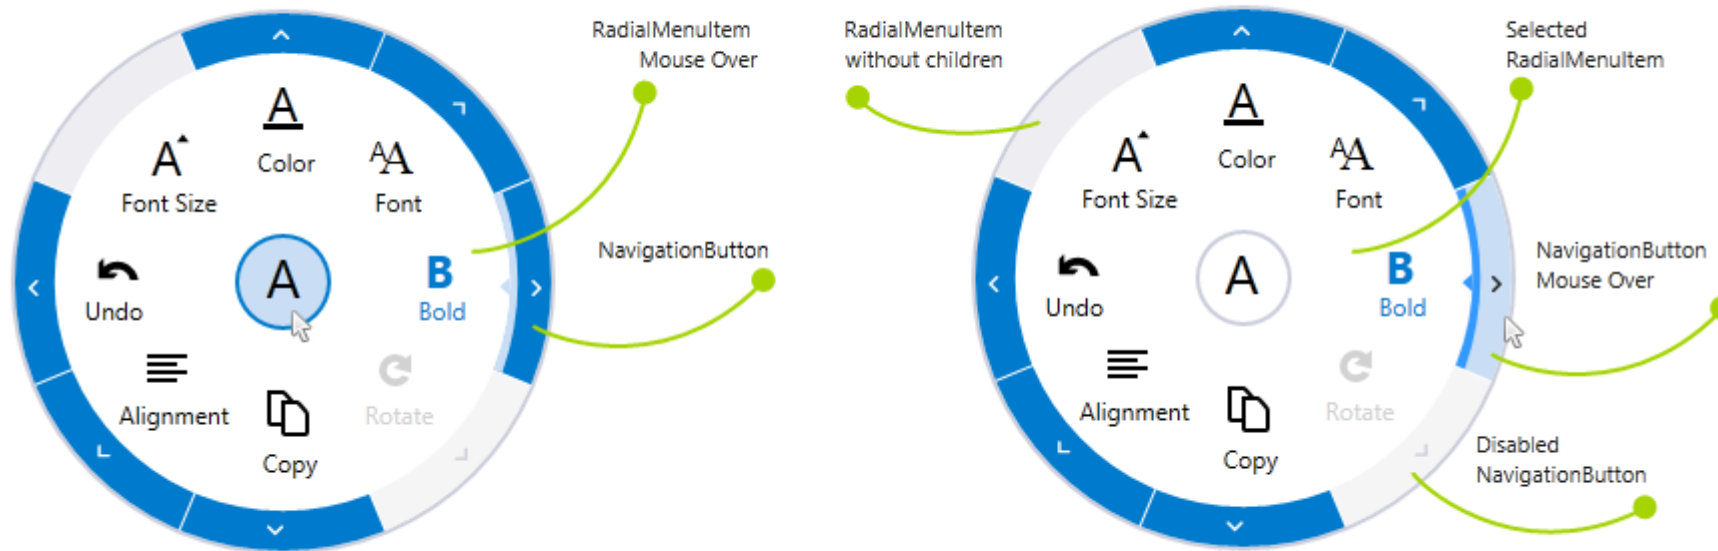 RadialMenuItem
Mouse Over
NavigationButton
A
Color
A
Font Size
AA
Font
A
B
Bold
Undo
Alignment
Copy
Rotate
RadialMenuItem
without children
Selected
RadialMenuItem
NavigationButton
Mouse Over
Disabled
NavigationButton
A
Color
A
Font Size
AA
Font
A
B
Bold
Undo
Alignment
Copy
Rotate